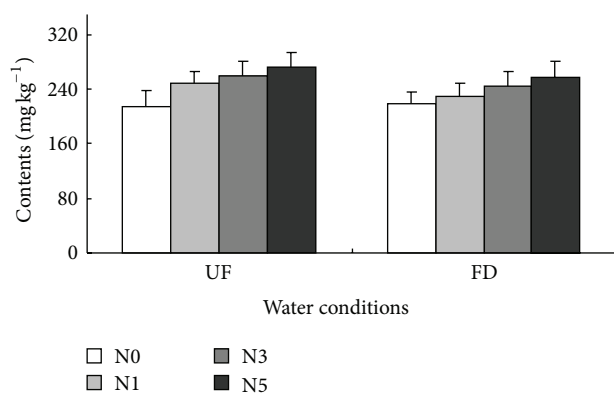 320
240
160
80
0
Contents (mg kg⁻¹)
UF
FD
Water conditions
N0
N3
N1
N5